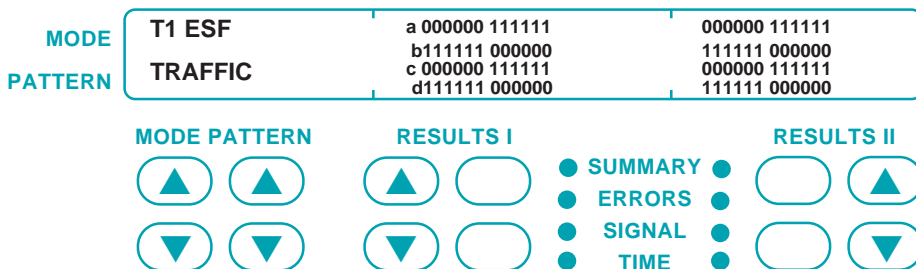 MODE T1 ESF a 000000 111111 000000 111111
b111111 000000 111111 000000
PATTERN TRAFFIC c 000000 111111 000000 111111
d111111 000000 111111 000000
MODE PATTERN RESULTS I RESULTS II
SUMMARY
ERRORS
SIGNAL
TIME